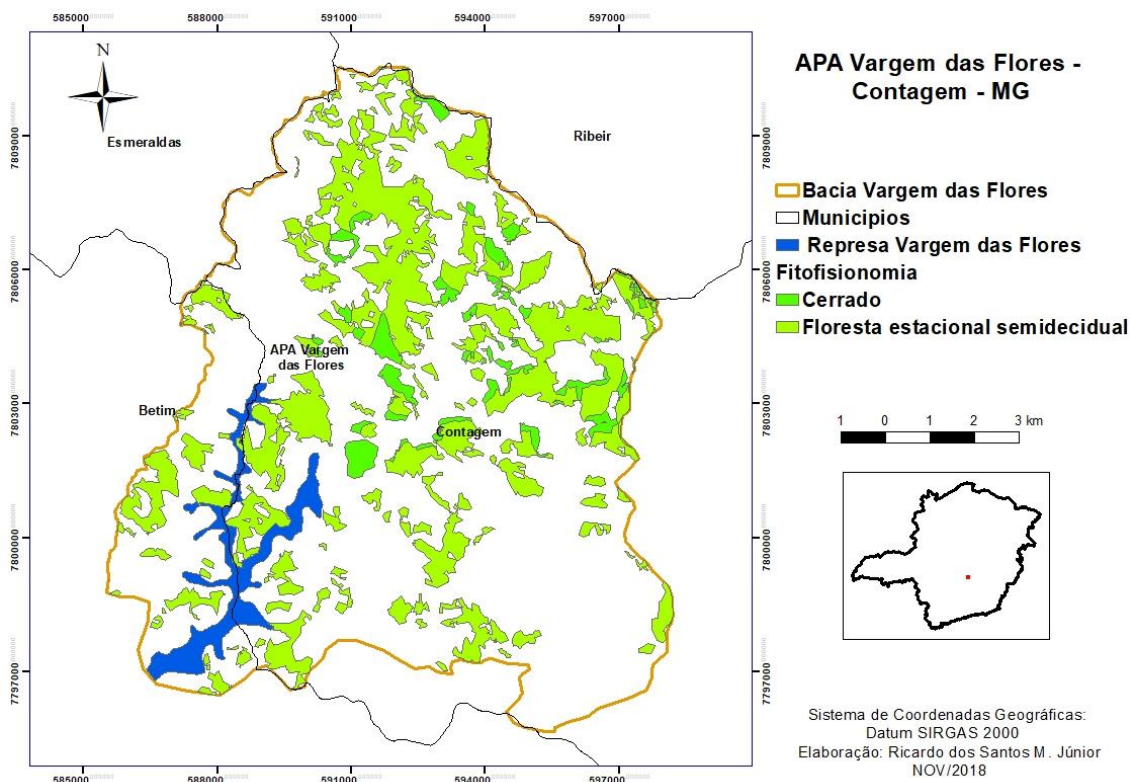 585000 588000 591000 594000 597000
N
Esmeraldas
Ribeir
7809000 7809000
7806000 7806000
APA Vargem
das Flores
Betim
7803000 7803000
Contagem
7800000 7800000
7797000 7797000
585000 588000 591000 594000 597000
APA Vargem das Flores -
Contagem - MG
Bacia Vargem das Flores
Municipios
Represa Vargem das Flores
Fitofisionomia
Cerrado
Floresta estacional semidecidual
1 0 1 2 3 km
Sistema de Coordenadas Geográficas:
Datum SIRGAS 2000
Elaboração: Ricardo dos Santos M. Júnior
NOV/2018